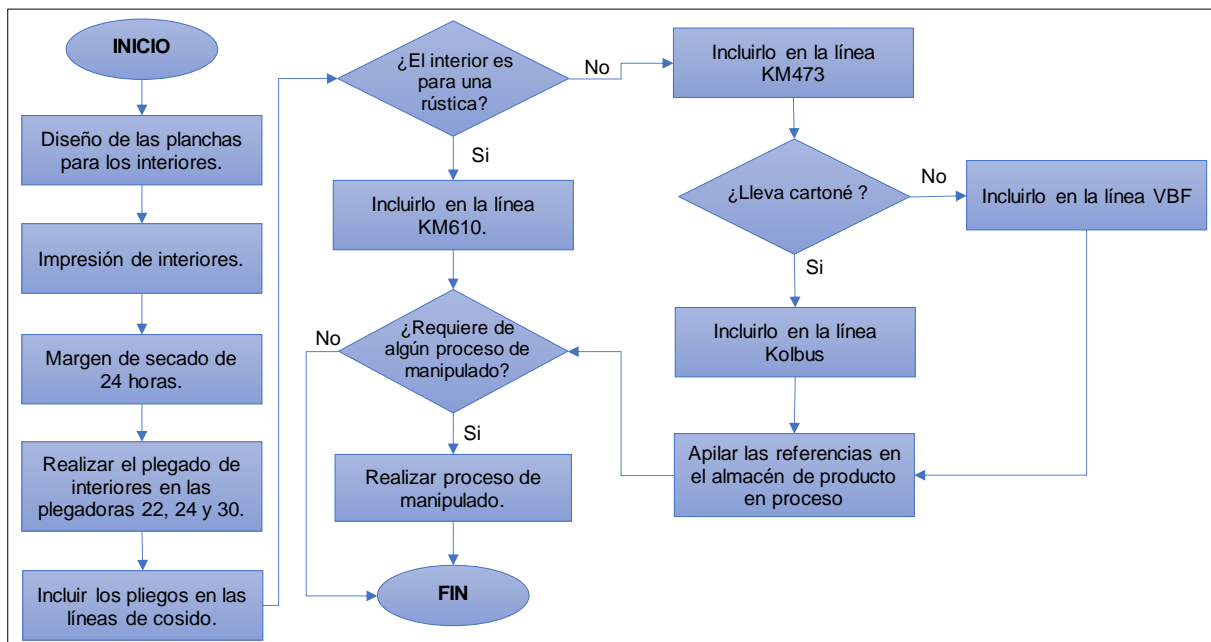 INICIO
Diseño de las planchas
para los interiores.
Impresión de interiores.
Margen de secado de
24 horas.
Realizar el plegado de
interiores en las
plegadoras 22, 24 y 30.
Incluir los pliegos en las
líneas de cosido.
¿El interior es
para una
rústica?
No
Si
Incluirlo en la línea
KM610.
¿Requiere de
algún proceso de
manipulado?
No
Si
Realizar proceso de
manipulado.
FIN
Incluirlo en la línea
KM473
¿Lleva cartoné ?
No
Si
Incluirlo en la línea VBF
Incluirlo en la línea
Kolbus
Apilar las referencias en
el almacén de producto
en proceso